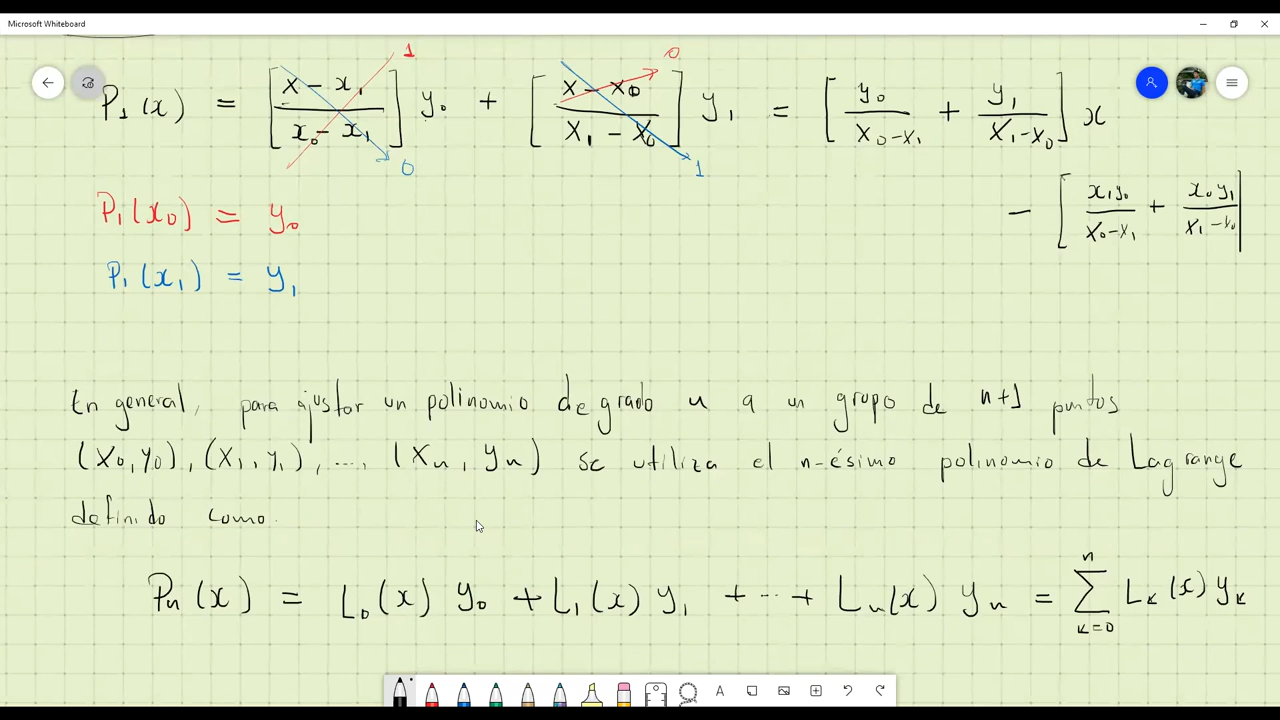 Microsoft Whiteboard
P₁(x) = [x - x₁ / x₀ - x₁] y₀ + [x - x₀ / x₁ - x₀] y₁ = [y₀ / x₀-x₁ + y₁ / x₁-x₀] x
1
0
0
1
- [x₁y₀ / x₀-x₁ + x₀y₁ / x₁-x₀]
P₁(x₀) = y₀
P₁(x₁) = y₁
En general, para ajustar un polinomio de grado n a un grupo de n+1 puntos
(x₀,y₀), (x₁,y₁), ..., (xₙ, yₙ) se utiliza el n-ésimo polinomio de Lagrange
definido como.
Pₙ(x) = L₀(x) y₀ + L₁(x) y₁ + ... + Lₙ(x) yₙ = ∑ₖ₌₀ⁿ Lₖ(x) yₖ
A